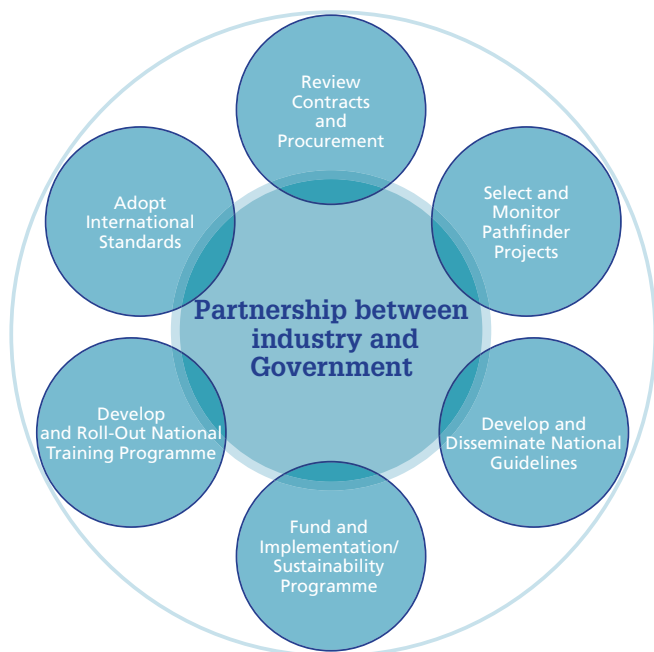 Review
Contracts
and
Procurement
Select and
Monitor
Pathfinder
Projects
Develop and
Disseminate National
Guidelines
Fund and
Implementation/
Sustainability
Programme
Develop
and Roll-Out National
Training Programme
Adopt
International
Standards
Partnership between
industry and
Government